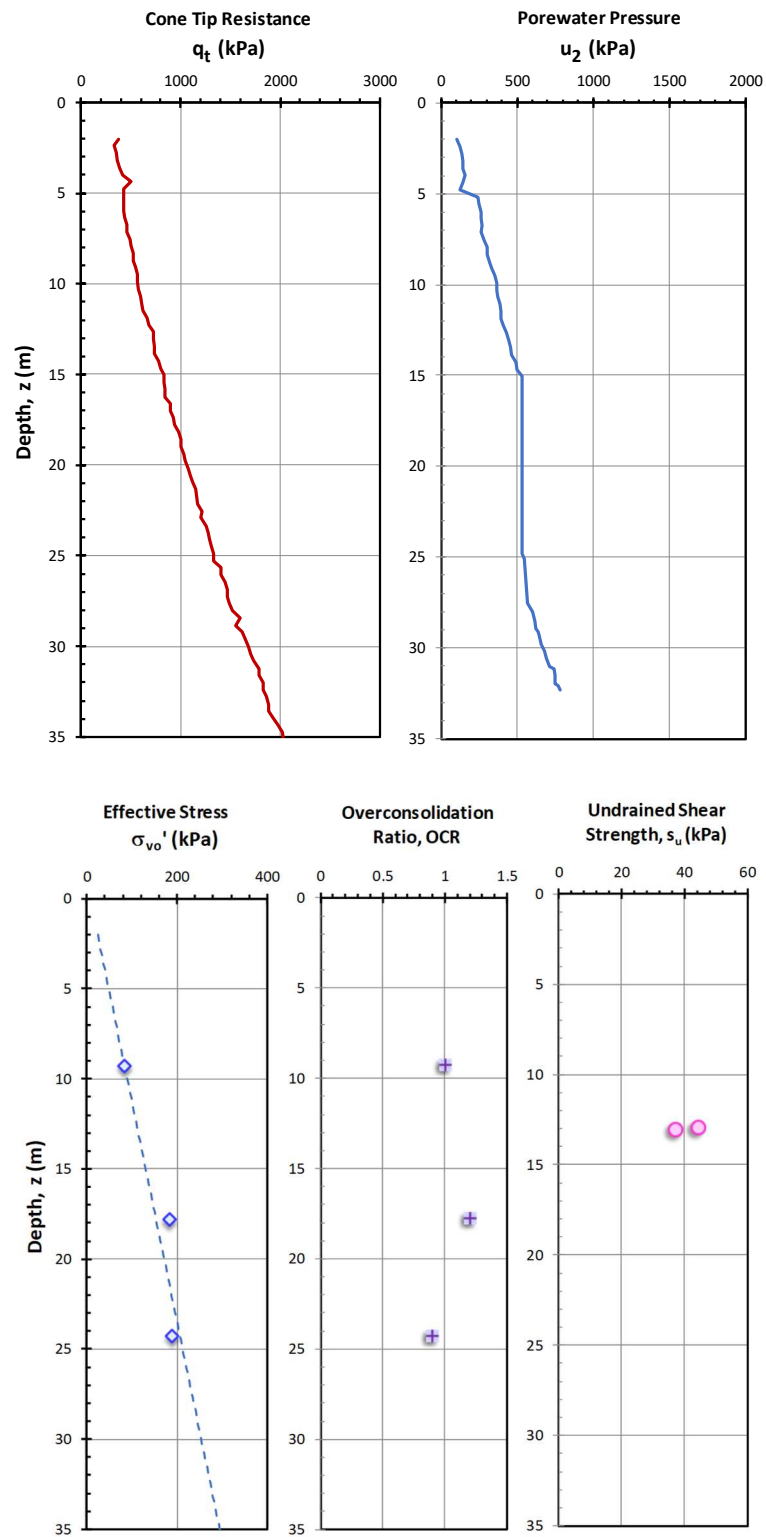 Cone Tip Resistance
qt (kPa)
0 1000 2000 3000
0
5
10
15
20
25
30
35
Depth, z (m)
Porewater Pressure
u2 (kPa)
0 500 1000 1500 2000
0
5
10
15
20
25
30
35
Effective Stress
σvo' (kPa)
0 200 400
0
5
10
15
20
25
30
35
Depth, z (m)
Overconsolidation
Ratio, OCR
0 0.5 1 1.5
0
5
10
15
20
25
30
35
Undrained Shear
Strength, su (kPa)
0 20 40 60
0
5
10
15
20
25
30
35